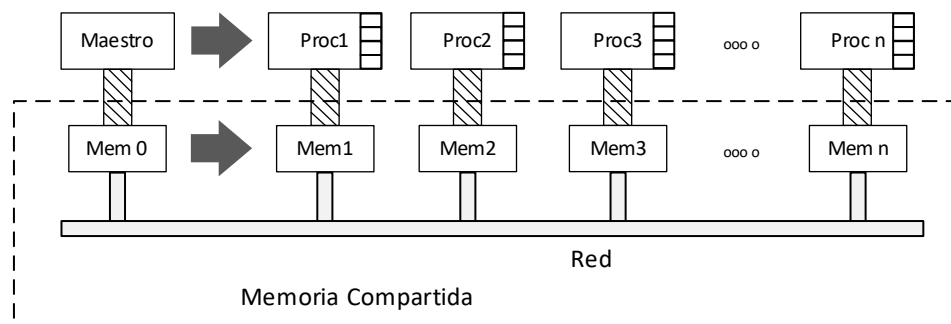 Maestro Proc1 Proc2 Proc3 ooo o Proc n
Mem 0 Mem1 Mem2 Mem3 ooo o Mem n
Red
Memoria Compartida